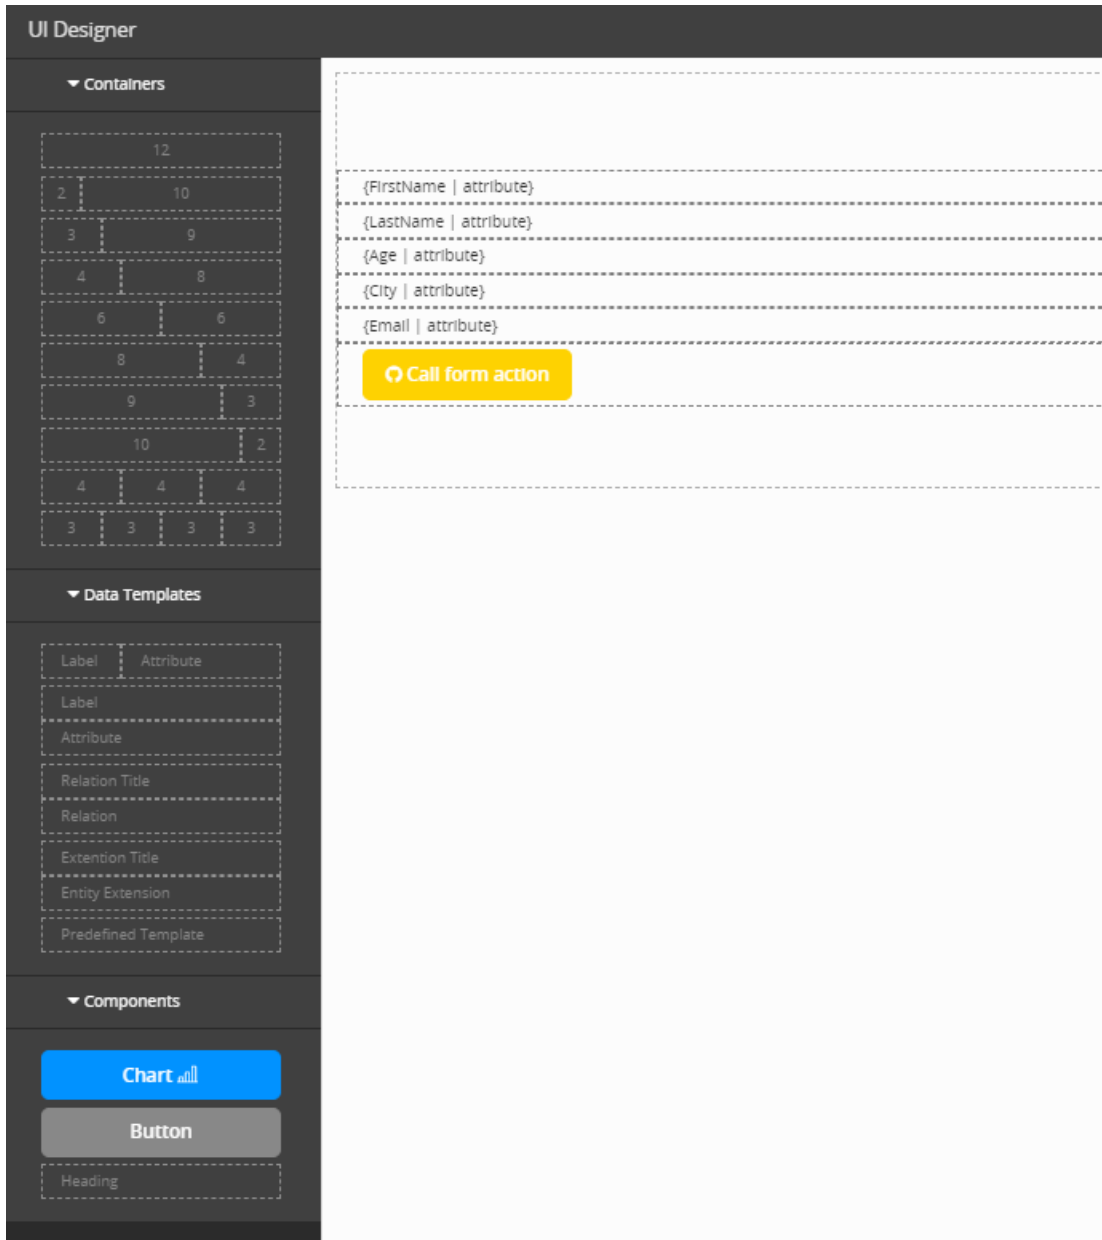 UI Designer
Containers
12
2 10
3 9
4 8
6 6
8 4
9 3
10 2
4 4 4
3 3 3 3
Data Templates
Label Attribute
Label
Attribute
Relation Title
Relation
Extention Title
Entity Extension
Predefined Template
Components
Chart
Button
Heading
{FirstName | attribute}
{LastName | attribute}
{Age | attribute}
{City | attribute}
{Email | attribute}
Call form action